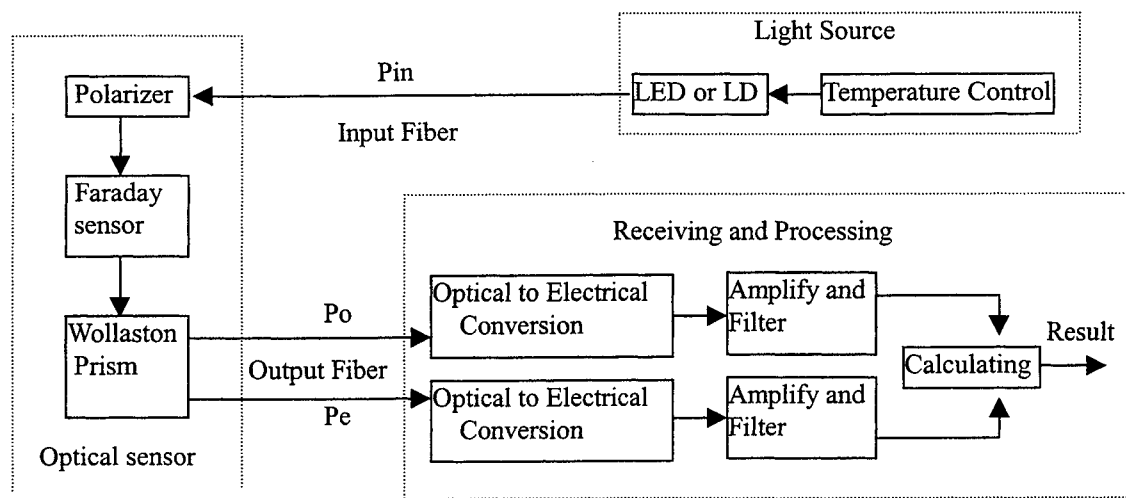 Light Source
Pin
Polarizer
LED or LD
Temperature Control
Input Fiber
Faraday
sensor
Receiving and Processing
Wollaston
Prism
Po
Optical to Electrical
Conversion
Amplify and
Filter
Result
Output Fiber
Calculating
Pe
Optical to Electrical
Conversion
Amplify and
Filter
Optical sensor